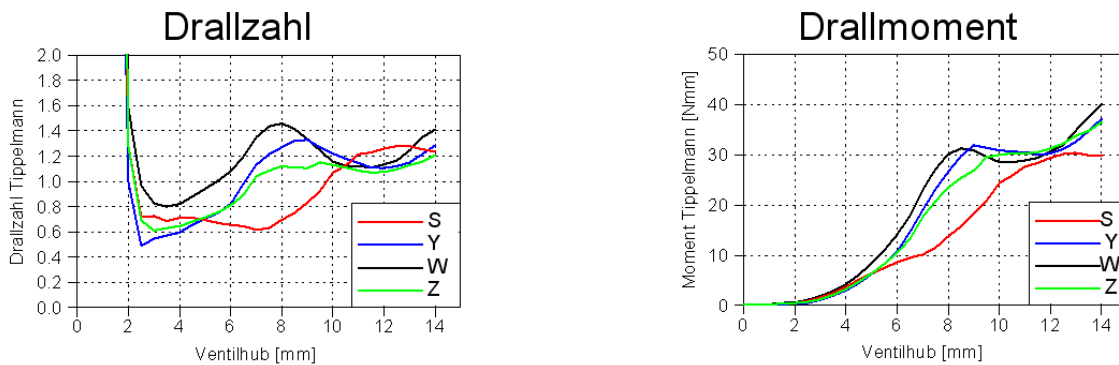 Drallzahl
Drallzahl Tippelmann
2.0
1.8
1.6
1.4
1.2
1.0
0.8
0.6
0.4
0.2
0.0
0 2 4 6 8 10 12 14
Ventilhub [mm]
S
Y
W
Z
Drallmoment
Moment Tippelmann [Nmm]
50
40
30
20
10
0
0 2 4 6 8 10 12 14
Ventilhub [mm]
S
Y
W
Z